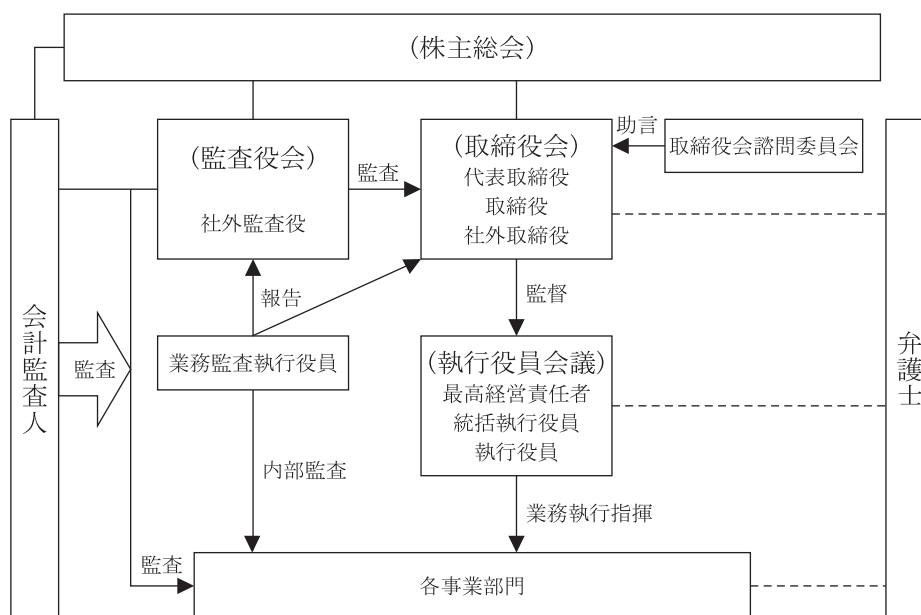 (株主総会)
(監査役会)
社外監査役
監査
(取締役会)
代表取締役
取締役
社外取締役
助言
取締役会諮問委員会
報告
監督
会計監査人
監査
業務監査執行役員
(執行役員会議)
最高経営責任者
統括執行役員
執行役員
弁護士
内部監査
業務執行指揮
監査
各事業部門